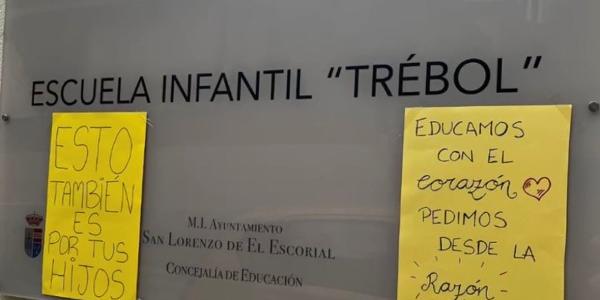 ESCUELA INFANTIL "TRÉBOL"
ESTO
TAMBIÉN
ES
POR TUS
HIJOS
M.I. AYUNTAMIENTO
SAN LORENZO DE EL ESCORIAL
CONCEJALÍA DE EDUCACIÓN
EDUCAMOS
CON EL
corazón
PEDIMOS
DESDE LA
Razón